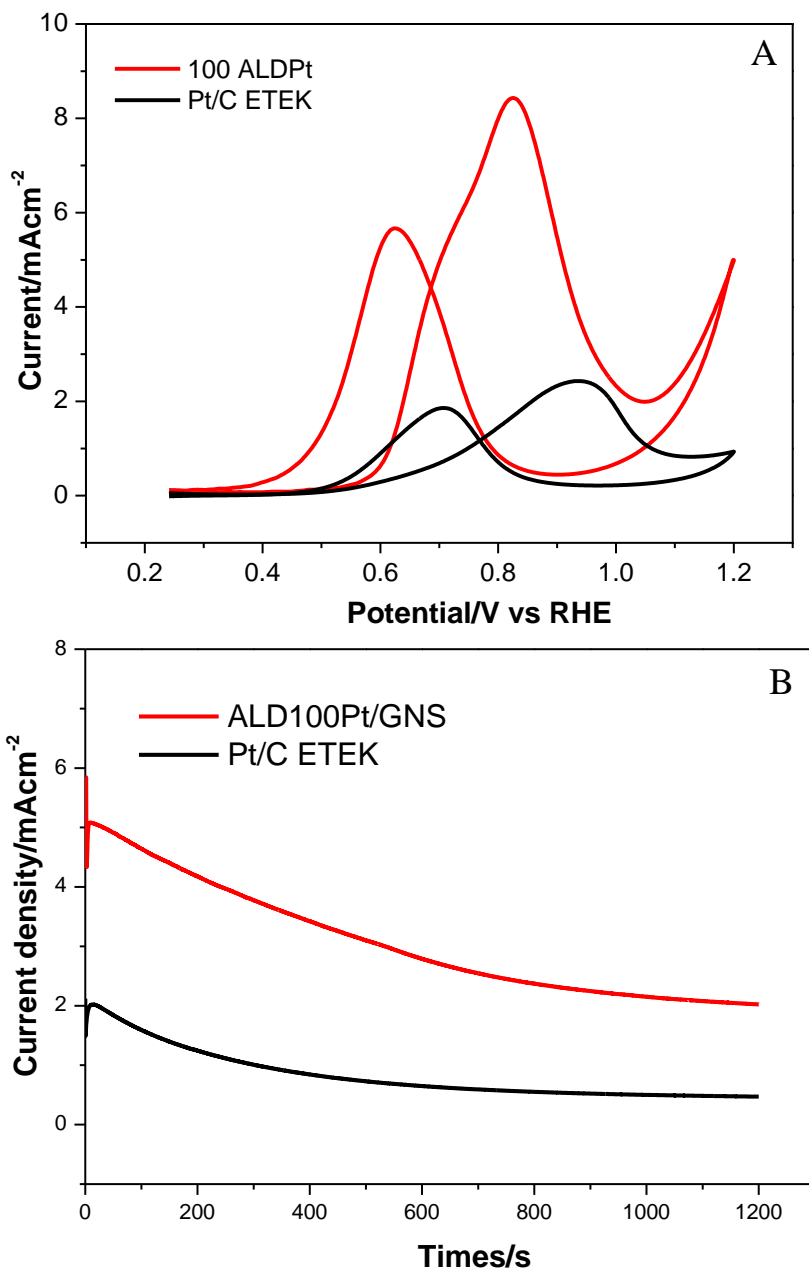 A
100 ALDPt
Pt/C ETEK
Current/mAcm⁻²
10
8
6
4
2
0
0.2 0.4 0.6 0.8 1.0 1.2
Potential/V vs RHE
B
ALD100Pt/GNS
Pt/C ETEK
Current density/mAcm⁻²
8
6
4
2
0
0 200 400 600 800 1000 1200
Times/s